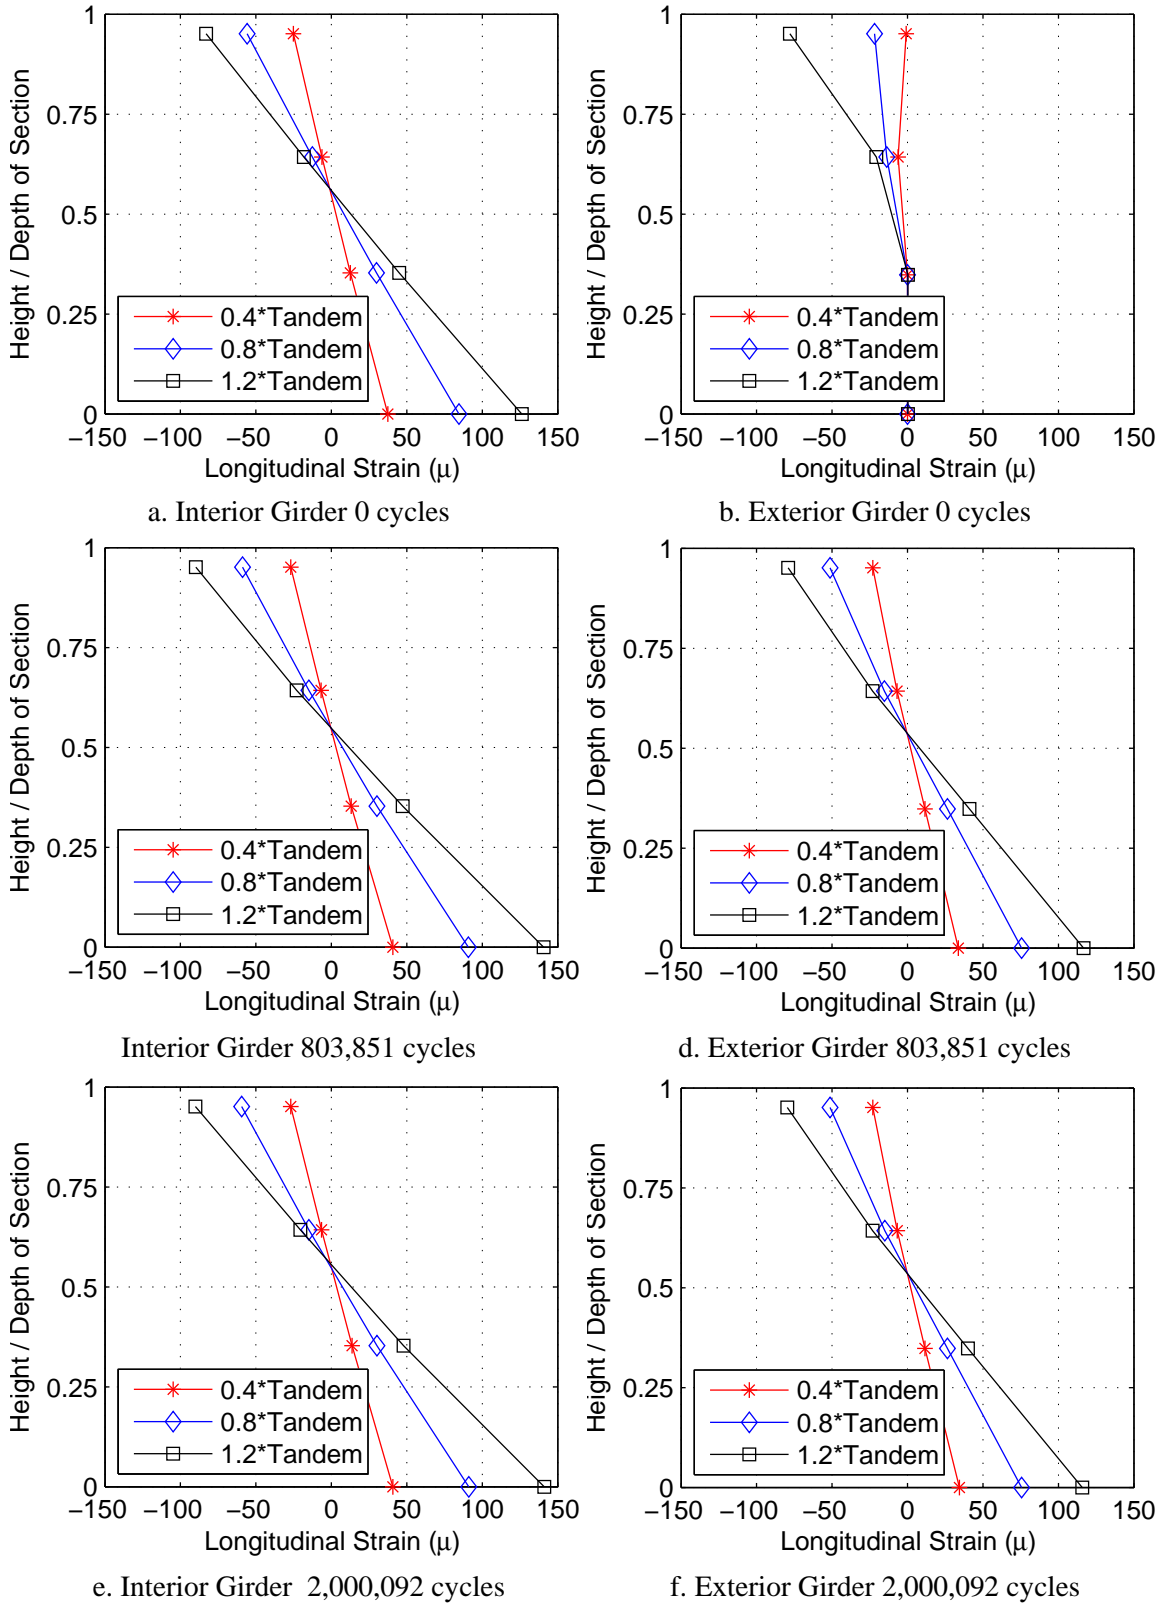 1
0.75
0.5
0.25
0
−150 −100 −50 0 50 100 150
Height / Depth of Section
Longitudinal Strain (μ)
0.4*Tandem
0.8*Tandem
1.2*Tandem
a. Interior Girder 0 cycles
1
0.75
0.5
0.25
0
−150 −100 −50 0 50 100 150
Height / Depth of Section
Longitudinal Strain (μ)
0.4*Tandem
0.8*Tandem
1.2*Tandem
b. Exterior Girder 0 cycles
1
0.75
0.5
0.25
0
−150 −100 −50 0 50 100 150
Height / Depth of Section
Longitudinal Strain (μ)
0.4*Tandem
0.8*Tandem
1.2*Tandem
Interior Girder 803,851 cycles
1
0.75
0.5
0.25
0
−150 −100 −50 0 50 100 150
Height / Depth of Section
Longitudinal Strain (μ)
0.4*Tandem
0.8*Tandem
1.2*Tandem
d. Exterior Girder 803,851 cycles
1
0.75
0.5
0.25
0
−150 −100 −50 0 50 100 150
Height / Depth of Section
Longitudinal Strain (μ)
0.4*Tandem
0.8*Tandem
1.2*Tandem
e. Interior Girder 2,000,092 cycles
1
0.75
0.5
0.25
0
−150 −100 −50 0 50 100 150
Height / Depth of Section
Longitudinal Strain (μ)
0.4*Tandem
0.8*Tandem
1.2*Tandem
f. Exterior Girder 2,000,092 cycles